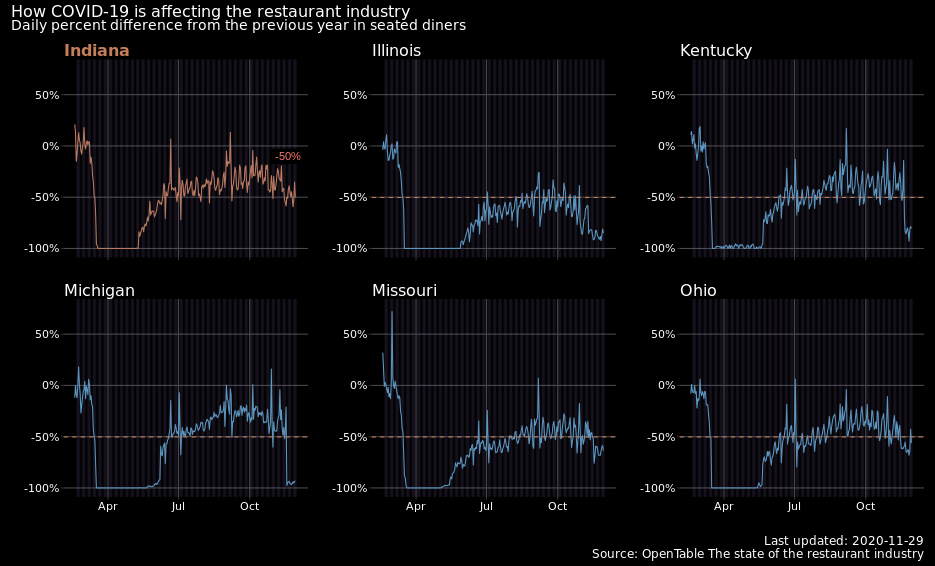 How COVID-19 is affecting the restaurant industry
Daily percent difference from the previous year in seated diners
Indiana
Illinois
Kentucky
50%
50%
50%
0%
0%
0%
-50%
-50%
-50%
-50%
-100%
-100%
-100%
Michigan
Missouri
Ohio
50%
50%
50%
0%
0%
0%
-50%
-50%
-50%
-100%
-100%
-100%
Apr
Jul
Oct
Apr
Jul
Oct
Apr
Jul
Oct
Last updated: 2020-11-29
Source: OpenTable The state of the restaurant industry